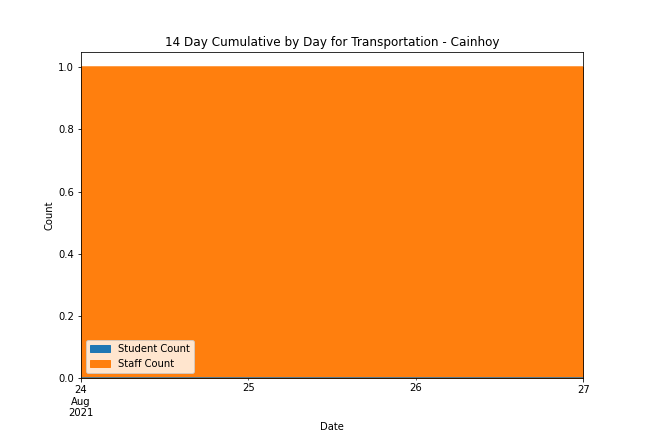 14 Day Cumulative by Day for Transportation - Cainhoy
1.0
0.8
0.6
0.4
0.2
0.0
Count
Student Count
Staff Count
24 25 26 27
Aug
2021
Date